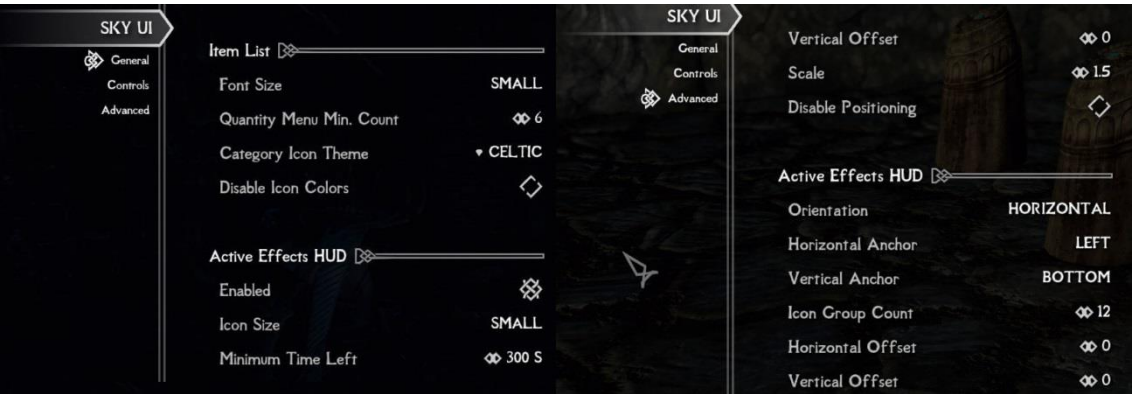 SKY UI
General
Controls
Advanced
Item List
Font Size SMALL
Quantity Menu Min. Count 6
Category Icon Theme CELTIC
Disable Icon Colors
Active Effects HUD
Enabled
Icon Size SMALL
Minimum Time Left 300 S
SKY UI
General
Controls
Advanced
Vertical Offset 0
Scale 1.5
Disable Positioning
Active Effects HUD
Orientation HORIZONTAL
Horizontal Anchor LEFT
Vertical Anchor BOTTOM
Icon Group Count 12
Horizontal Offset 0
Vertical Offset 0